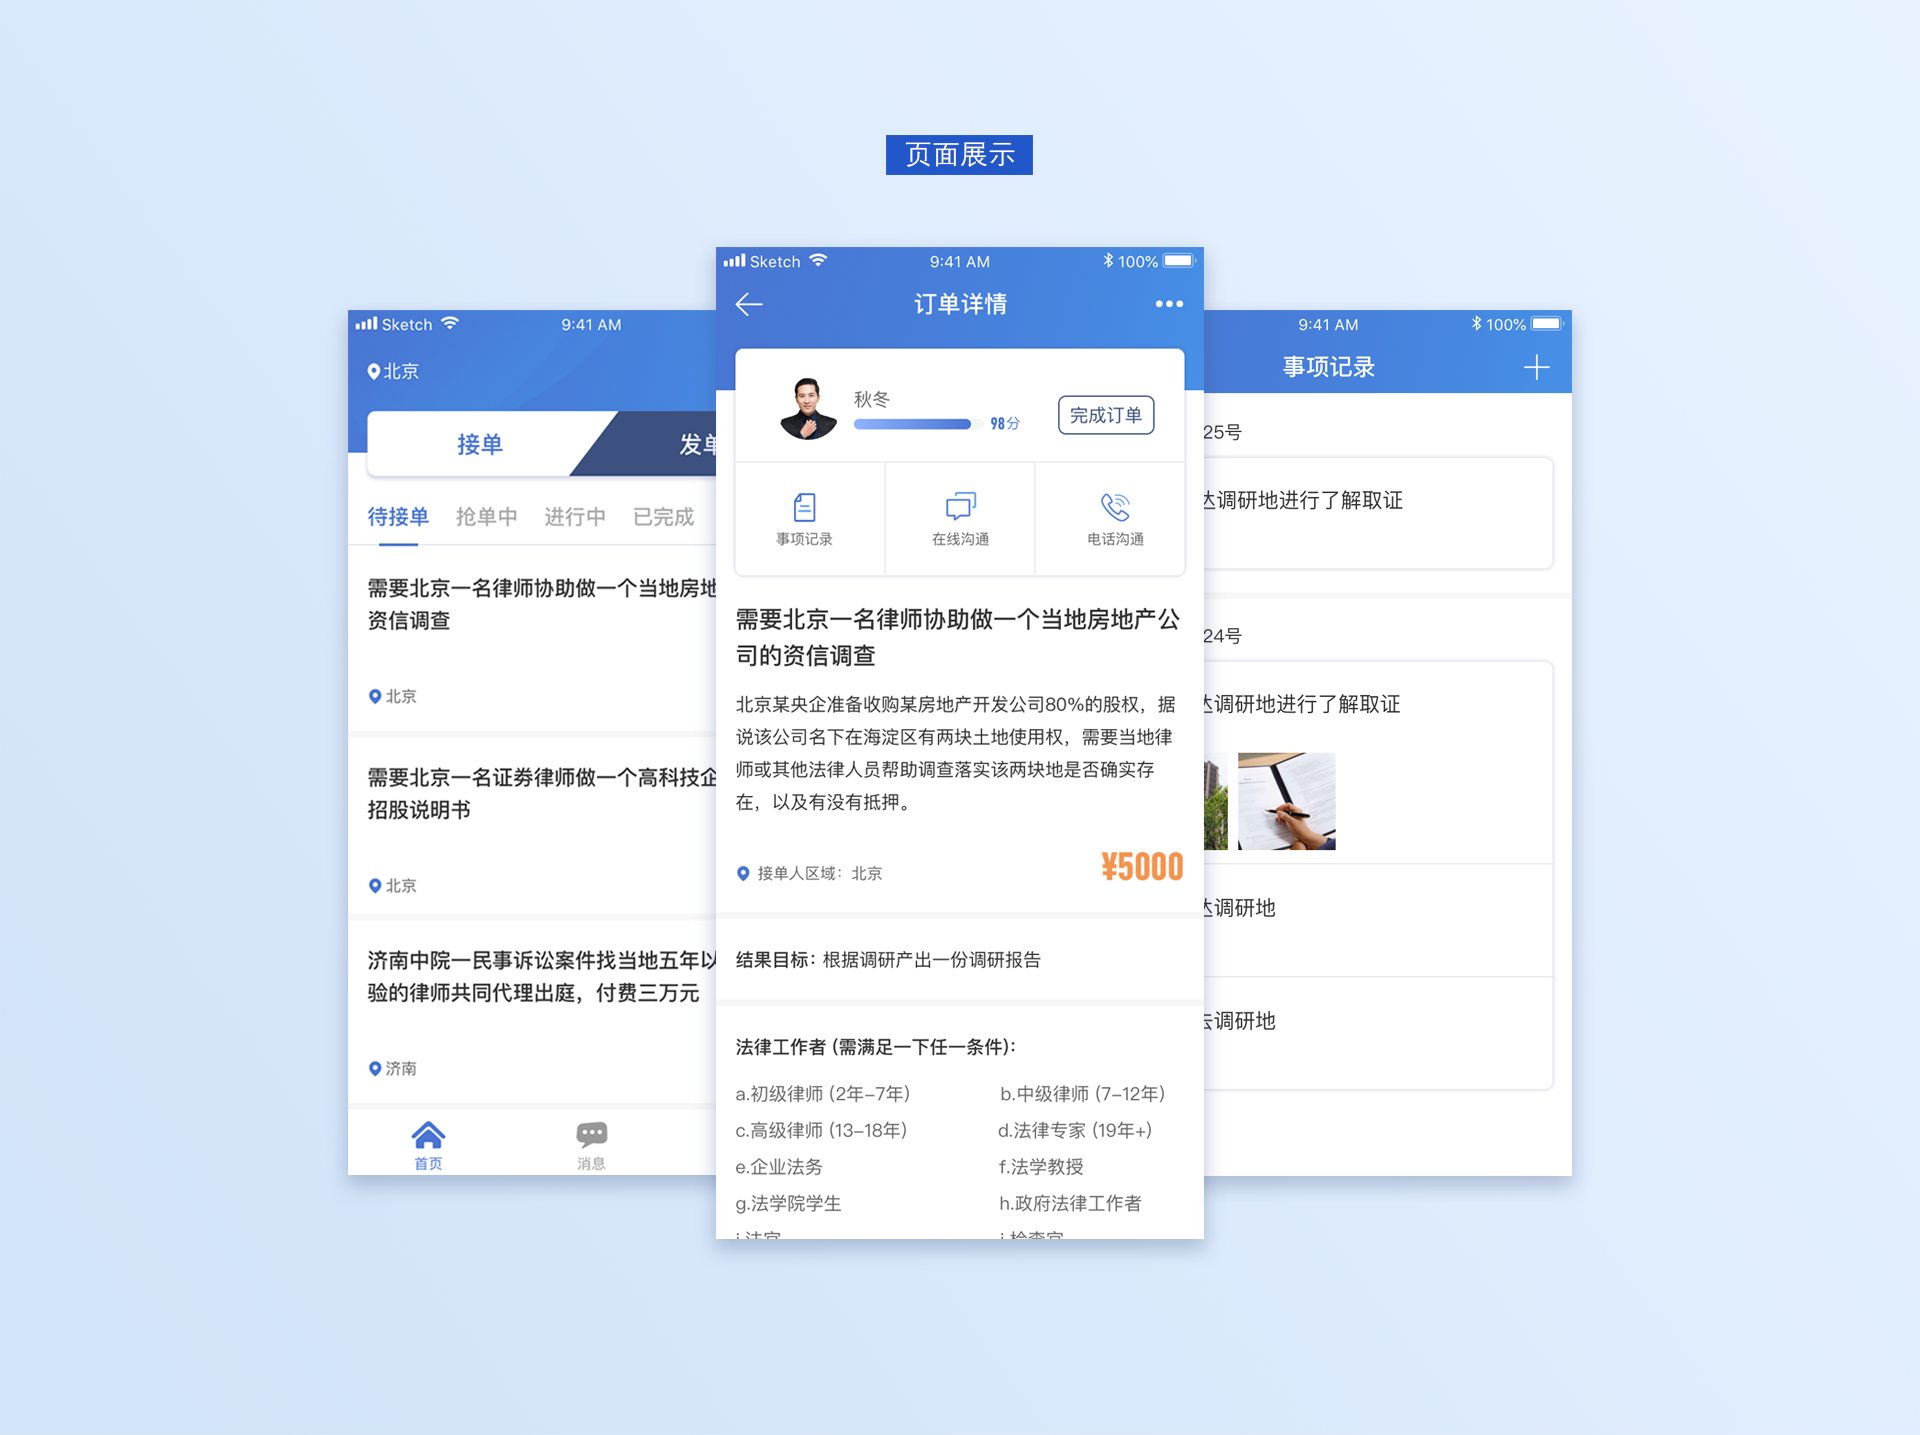 页面展示
Sketch 9:41 AM
北京
接单 发单
待接单 抢单中 进行中 已完成
需要北京一名律师协助做一个当地房地
资信调查
北京
需要北京一名证券律师做一个高科技企
招股说明书
北京
济南中院一民事诉讼案件找当地五年以
验的律师共同代理出庭，付费三万元
济南
首页 消息
Sketch 9:41 AM 100%
订单详情
秋冬
98分
完成订单
事项记录 在线沟通 电话沟通
需要北京一名律师协助做一个当地房地产公
司的资信调查
北京某央企准备收购某房地产开发公司80%的股权，据
说该公司名下在海淀区有两块土地使用权，需要当地律
师或其他法律人员帮助调查落实该两块地是否确实存
在，以及有没有抵押。
接单人区域：北京 ¥5000
结果目标：根据调研产出一份调研报告
法律工作者 (需满足一下任一条件)：
a.初级律师 (2年-7年) b.中级律师 (7-12年)
c.高级律师 (13-18年) d.法律专家 (19年+)
e.企业法务 f.法学教授
g.法学院学生 h.政府法律工作者
i.法官 j.检查官
9:41 AM 100%
事项记录
25号
达调研地进行了解取证
24号
达调研地进行了解取证
达调研地
去调研地